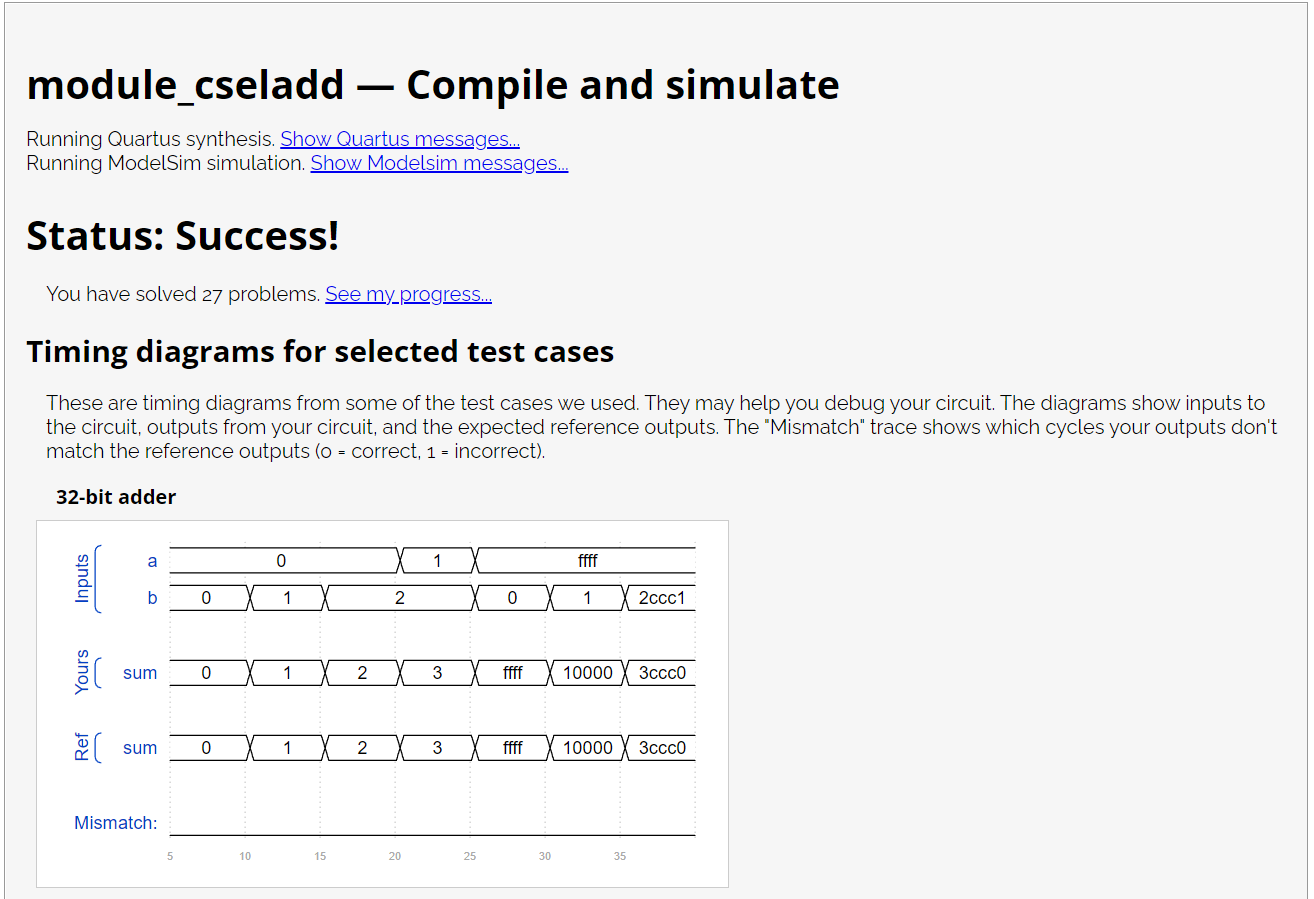 module_cseladd — Compile and simulate
Running Quartus synthesis. Show Quartus messages...
Running ModelSim simulation. Show Modelsim messages...
Status: Success!
You have solved 27 problems. See my progress...
Timing diagrams for selected test cases
These are timing diagrams from some of the test cases we used. They may help you debug your circuit. The diagrams show inputs to
the circuit, outputs from your circuit, and the expected reference outputs. The "Mismatch" trace shows which cycles your outputs don't
match the reference outputs (0 = correct, 1 = incorrect).
32-bit adder
Inputs
a 0 1 ffff
b 0 1 2 0 1 2ccc1
Yours
sum 0 1 2 3 ffff 10000 3ccc0
Ref
sum 0 1 2 3 ffff 10000 3ccc0
Mismatch:
5 10 15 20 25 30 35